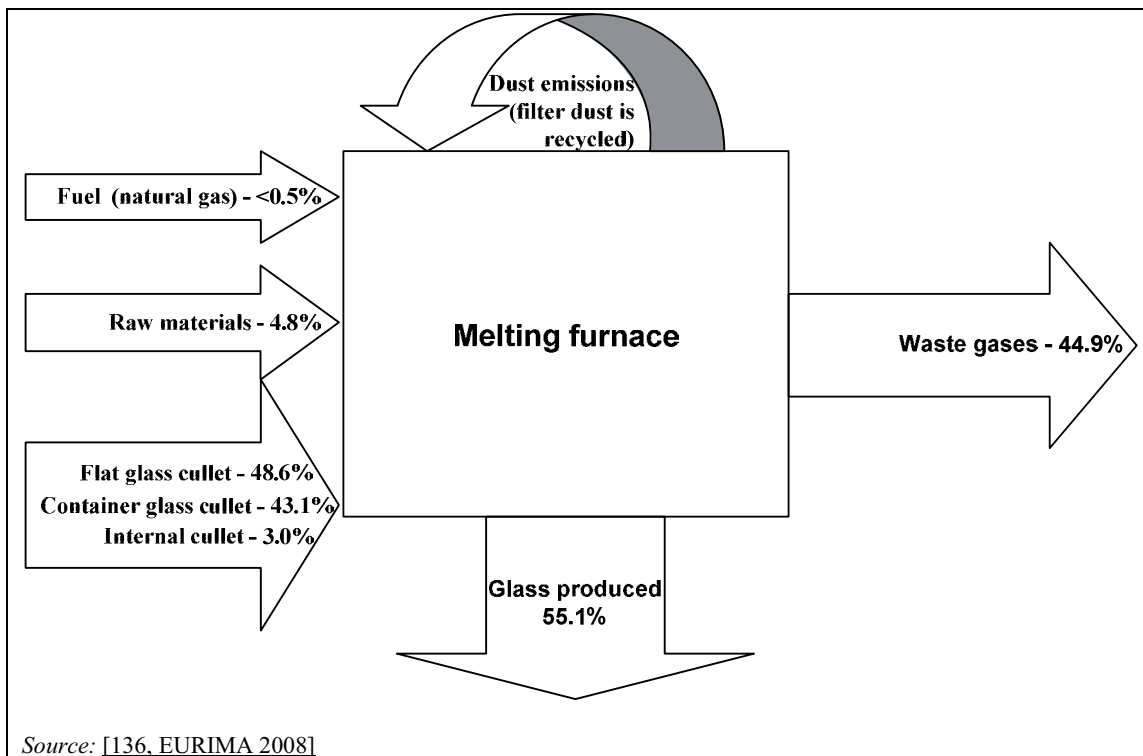 Dust emissions
(filter dust is
recycled)
Fuel (natural gas) - <0.5%
Raw materials - 4.8%
Melting furnace
Waste gases - 44.9%
Flat glass cullet - 48.6%
Container glass cullet - 43.1%
Internal cullet - 3.0%
Glass produced
55.1%
Source: [136, EURIMA 2008]